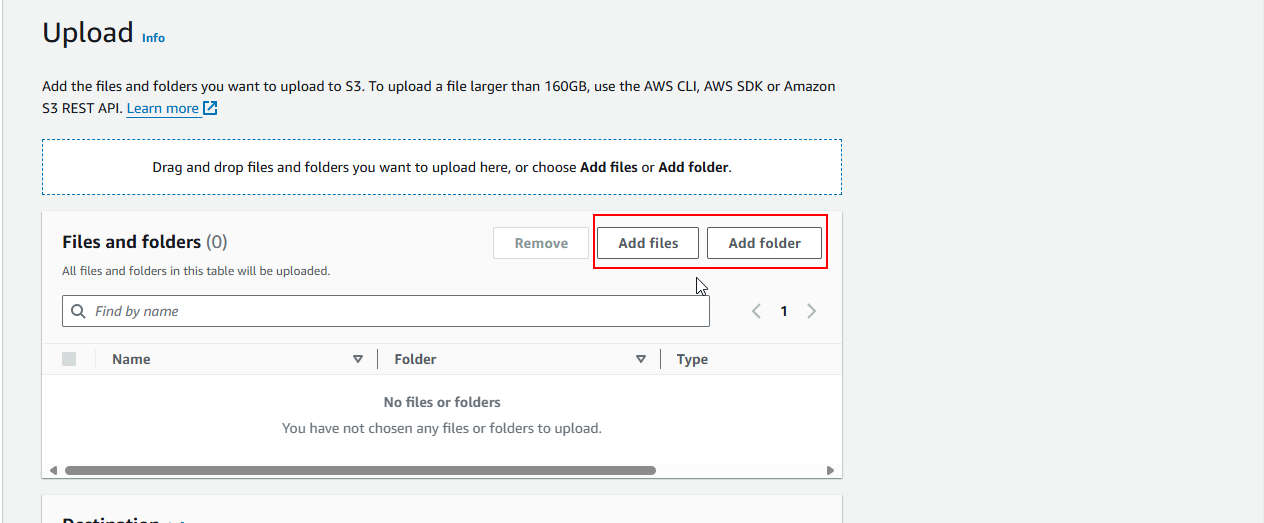 Upload Info
Add the files and folders you want to upload to S3. To upload a file larger than 160GB, use the AWS CLI, AWS SDK or Amazon
S3 REST API. Learn more
Drag and drop files and folders you want to upload here, or choose Add files or Add folder.
Files and folders (0)
Remove
Add files
Add folder
All files and folders in this table will be uploaded.
Find by name
1
Name
Folder
Type
No files or folders
You have not chosen any files or folders to upload.
Destination